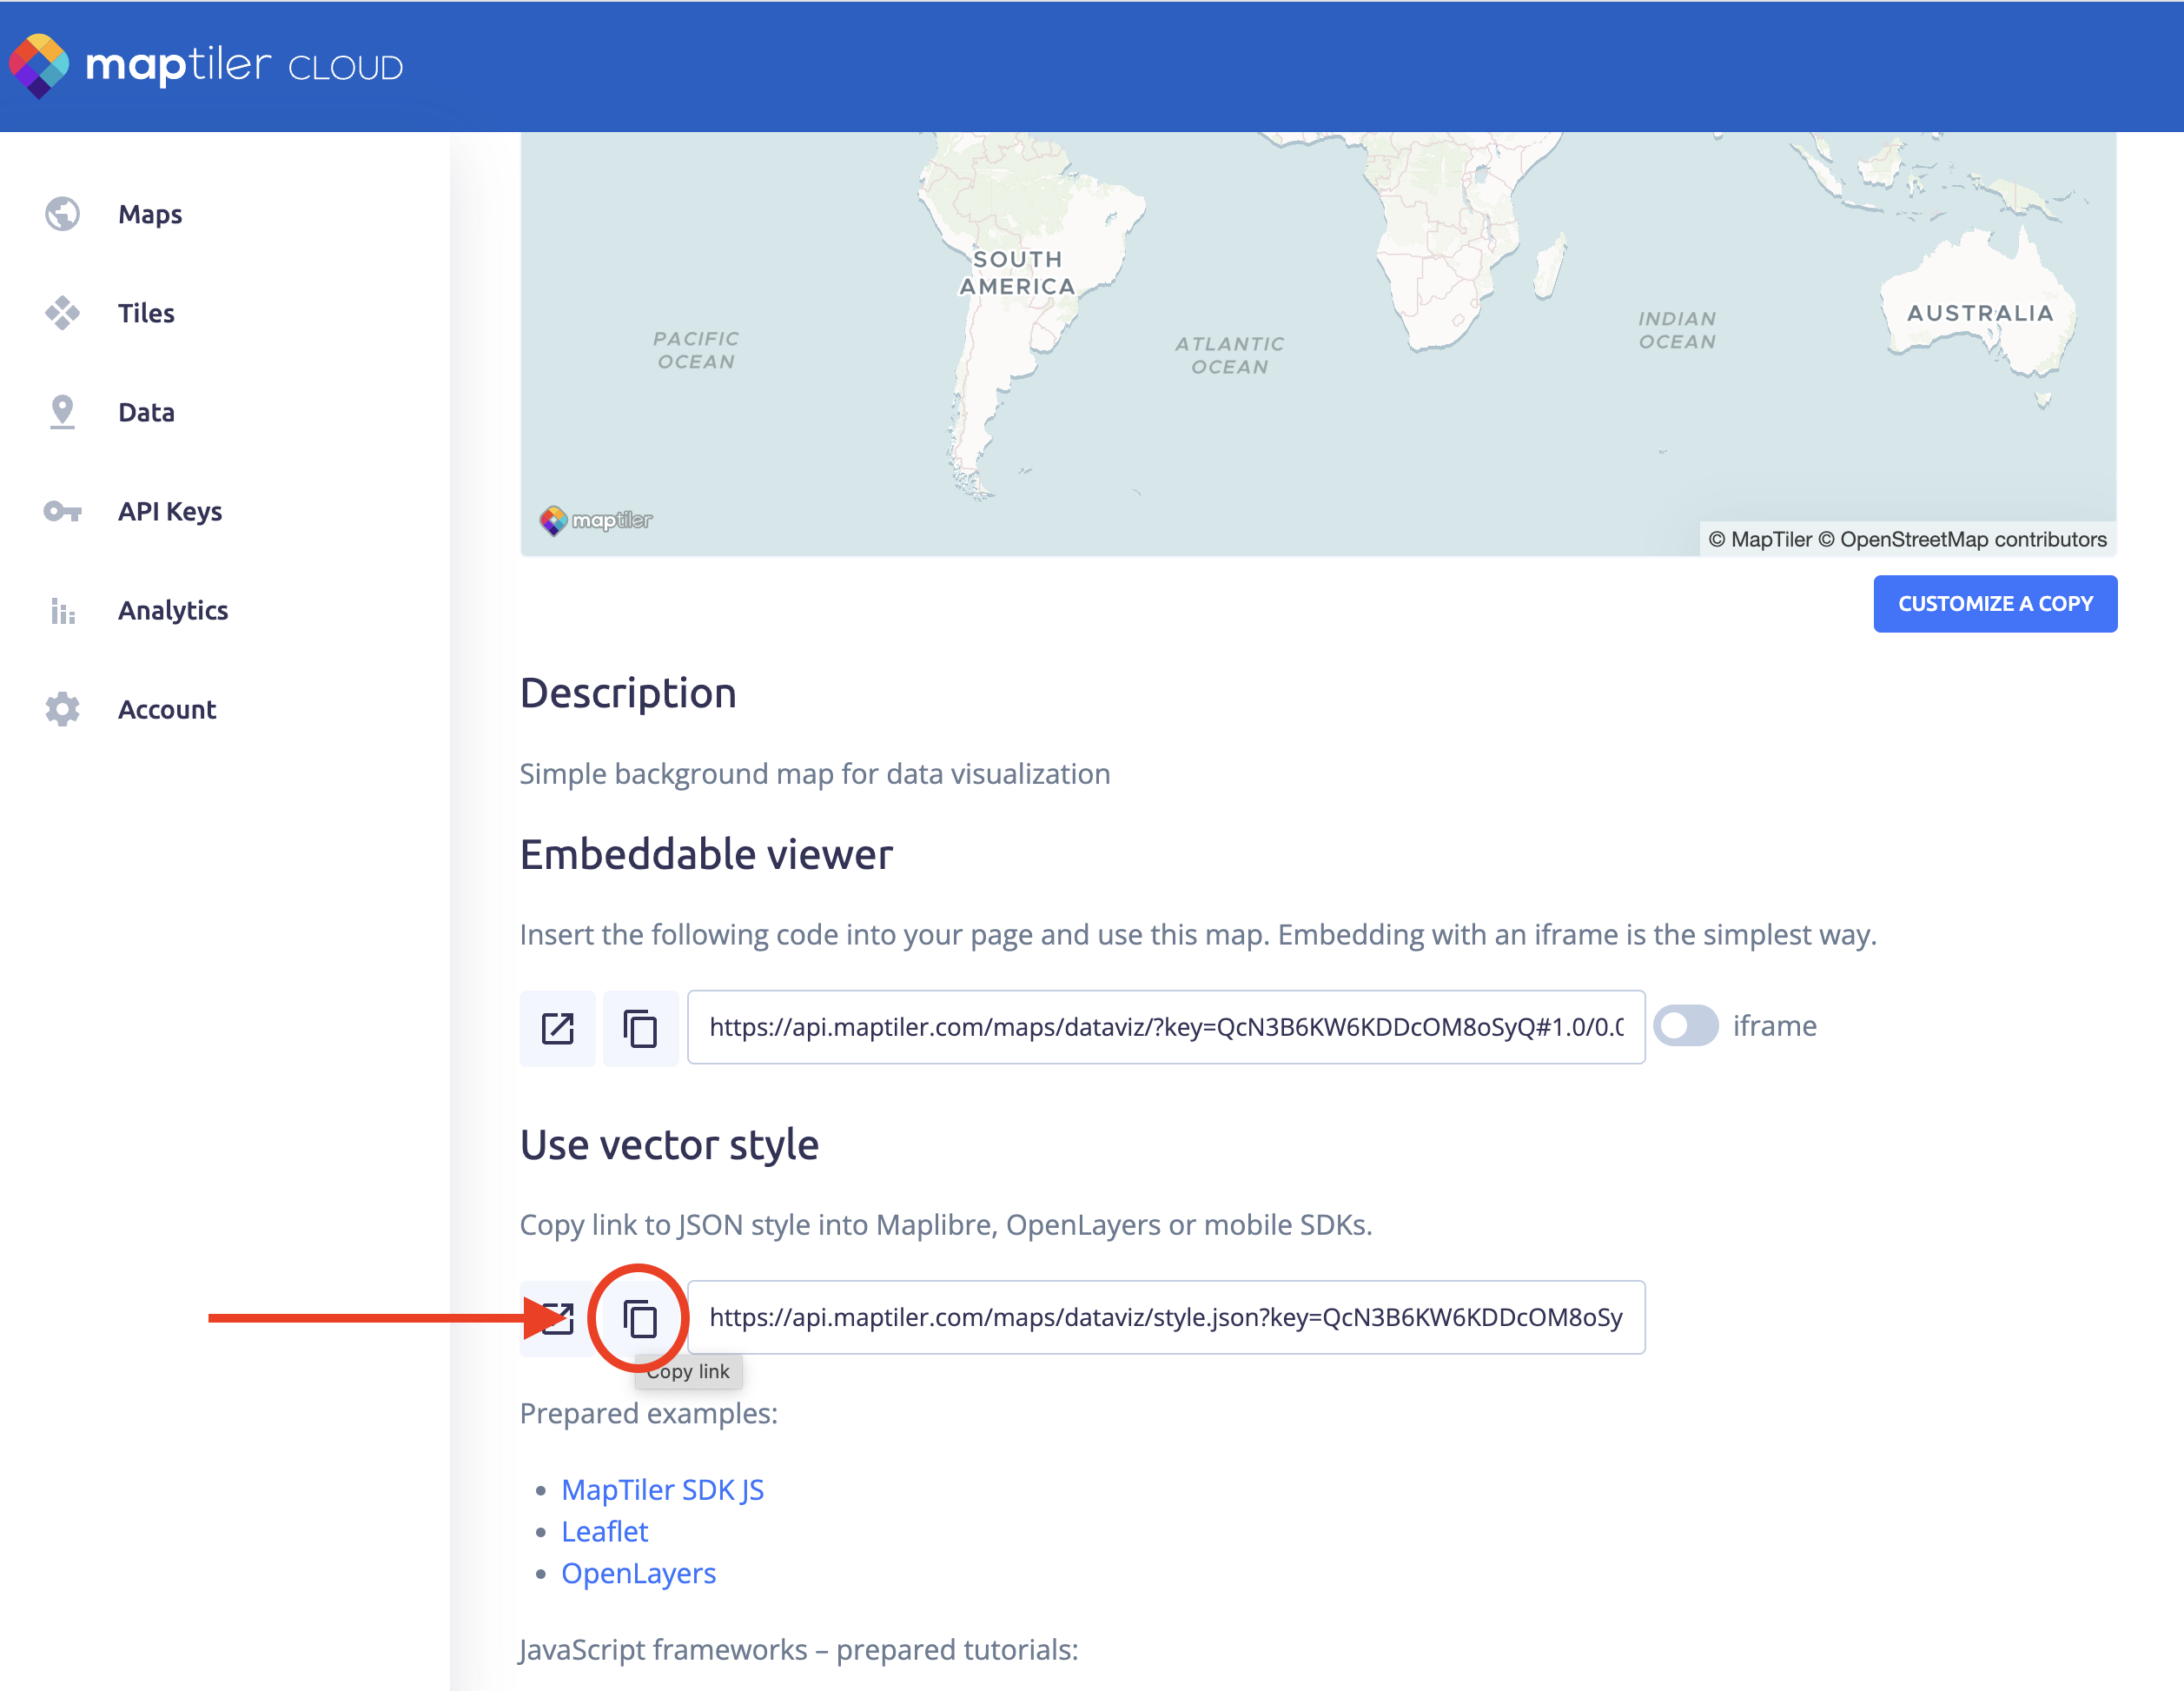 maptiler CLOUD
Maps
Tiles
Data
API Keys
Analytics
Account
SOUTH
AMERICA
PACIFIC
OCEAN
ATLANTIC
OCEAN
INDIAN
OCEAN
AUSTRALIA
maptiler
© MapTiler © OpenStreetMap contributors
CUSTOMIZE A COPY
Description
Simple background map for data visualization
Embeddable viewer
Insert the following code into your page and use this map. Embedding with an iframe is the simplest way.
https://api.maptiler.com/maps/dataviz/?key=QcN3B6KW6KDDcOM8oSyQ#1.0/0.0
iframe
Use vector style
Copy link to JSON style into Maplibre, OpenLayers or mobile SDKs.
https://api.maptiler.com/maps/dataviz/style.json?key=QcN3B6KW6KDDcOM8oSy
Copy link
Prepared examples:
• MapTiler SDK JS
• Leaflet
• OpenLayers
JavaScript frameworks – prepared tutorials: